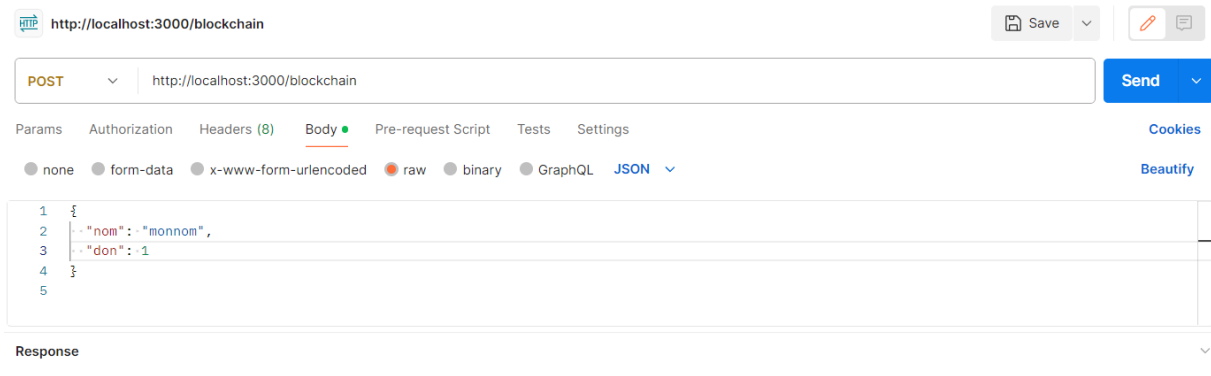 HTTP http://localhost:3000/blockchain Save
POST http://localhost:3000/blockchain Send
Params Authorization Headers (8) Body Pre-request Script Tests Settings Cookies
none form-data x-www-form-urlencoded raw binary GraphQL JSON Beautify
1 {
2 "nom": "monnom",
3 "don": 1
4 }
5
Response